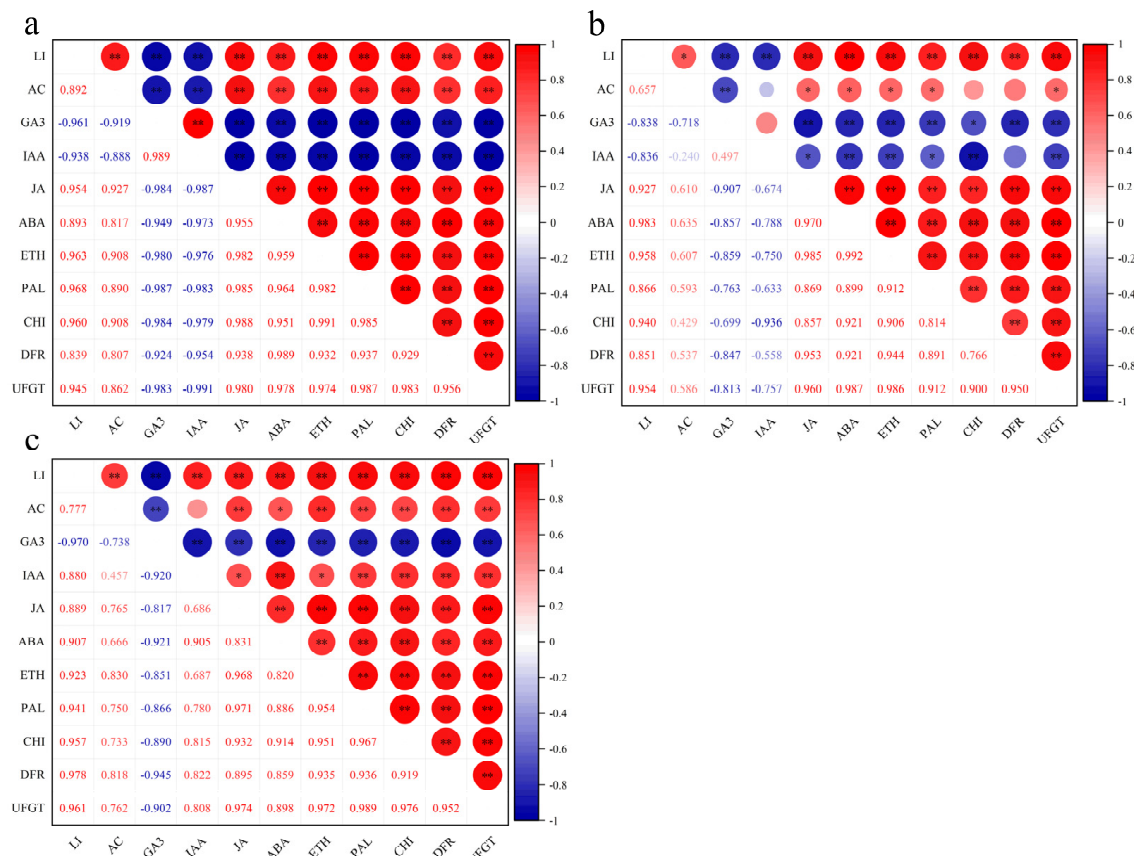 a
LI ** ** ** ** ** ** ** ** ** **
AC 0.892 ** ** ** ** ** ** ** ** **
GA3 -0.961 -0.919 ** ** ** ** ** ** ** **
IAA -0.938 -0.888 0.989 ** ** ** ** ** ** **
JA 0.954 0.927 -0.984 -0.987 ** ** ** ** ** **
ABA 0.893 0.817 -0.949 -0.973 0.955 ** ** ** ** **
ETH 0.963 0.908 -0.980 -0.976 0.982 0.959 ** ** ** **
PAL 0.968 0.890 -0.987 -0.983 0.985 0.964 0.982 ** ** **
CHI 0.960 0.908 -0.984 -0.979 0.988 0.951 0.991 0.985 ** **
DFR 0.839 0.807 -0.924 -0.954 0.938 0.989 0.932 0.937 0.929 **
UFGT 0.945 0.862 -0.983 -0.991 0.980 0.978 0.974 0.987 0.983 0.956
LI AC GA3 IAA JA ABA ETH PAL CHI DFR UFGT
1
0.8
0.6
0.4
0.2
0
-0.2
-0.4
-0.6
-0.8
-1
b
LI * ** ** ** ** ** ** ** ** **
AC 0.657 ** * * * * *
GA3 -0.838 -0.718 ** ** ** ** * ** **
IAA -0.836 -0.240 0.497 * ** ** * ** **
JA 0.927 0.610 -0.907 -0.674 ** ** ** ** ** **
ABA 0.983 0.635 -0.857 -0.788 0.970 ** ** ** ** **
ETH 0.958 0.607 -0.859 -0.750 0.985 0.992 ** ** ** **
PAL 0.866 0.593 -0.763 -0.633 0.869 0.899 0.912 ** ** **
CHI 0.940 0.429 -0.699 -0.936 0.857 0.921 0.906 0.814 ** **
DFR 0.851 0.537 -0.847 -0.558 0.953 0.921 0.944 0.891 0.766 **
UFGT 0.954 0.586 -0.813 -0.757 0.960 0.987 0.986 0.912 0.900 0.950
LI AC GA3 IAA JA ABA ETH PAL CHI DFR UFGT
1
0.8
0.6
0.4
0.2
0
-0.2
-0.4
-0.6
-0.8
-1
c
LI ** ** ** ** ** ** ** ** ** **
AC 0.777 ** ** * ** ** ** ** **
GA3 -0.970 -0.738 ** ** ** ** ** ** ** **
IAA 0.880 0.457 -0.920 * ** * ** ** ** **
JA 0.889 0.765 -0.817 0.686 ** ** ** ** ** **
ABA 0.907 0.666 -0.921 0.905 0.831 ** ** ** ** **
ETH 0.923 0.830 -0.851 0.687 0.968 0.820 ** ** ** **
PAL 0.941 0.750 -0.866 0.780 0.971 0.886 0.954 ** ** **
CHI 0.957 0.733 -0.890 0.815 0.932 0.914 0.951 0.967 ** **
DFR 0.978 0.818 -0.945 0.822 0.895 0.859 0.935 0.936 0.919 **
UFGT 0.961 0.762 -0.902 0.808 0.974 0.898 0.972 0.989 0.976 0.952
LI AC GA3 IAA JA ABA ETH PAL CHI DFR UFGT
1
0.8
0.6
0.4
0.2
0
-0.2
-0.4
-0.6
-0.8
-1